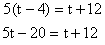 5(t−4) = t+12
5t−20 = t+12